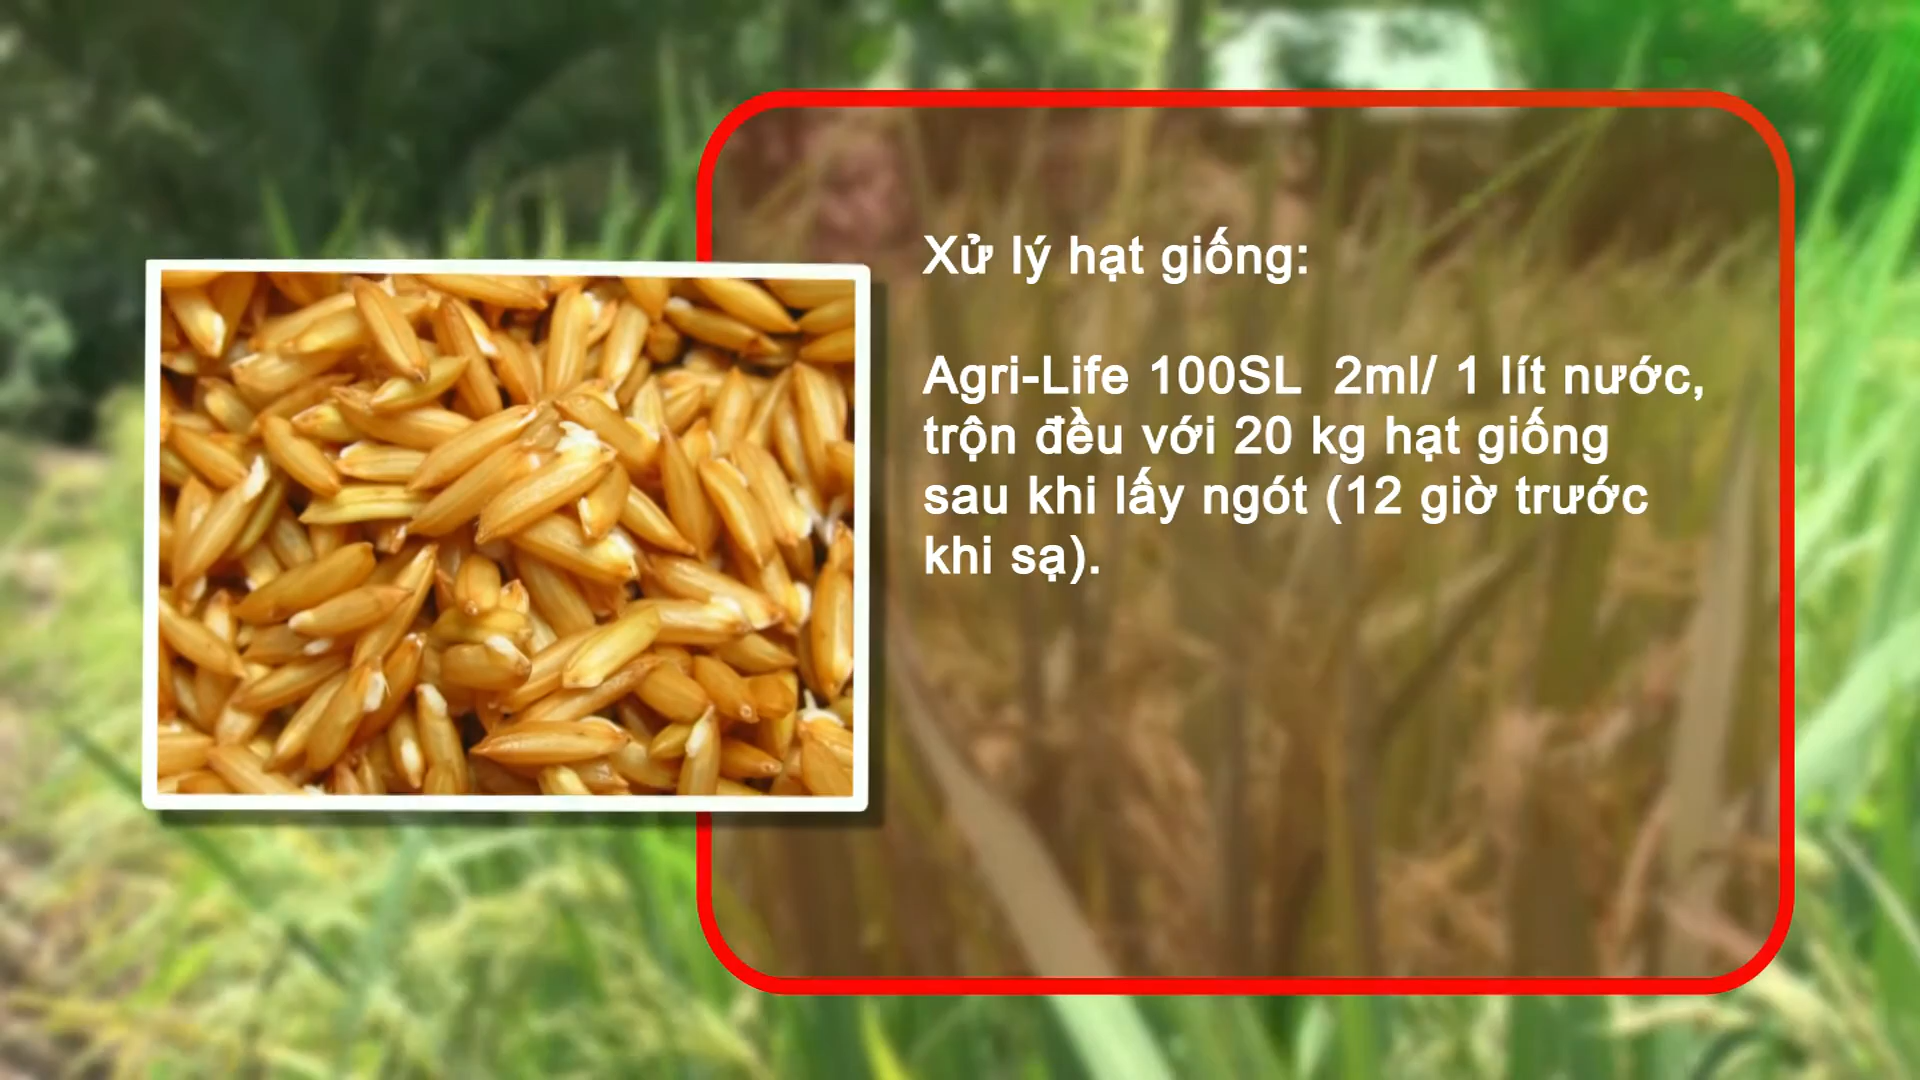 Xử lý hạt giống:
Agri-Life 100SL  2ml/ 1 lít nước,
trộn đều với 20 kg hạt giống
sau khi lấy ngót (12 giờ trước
khi sạ).